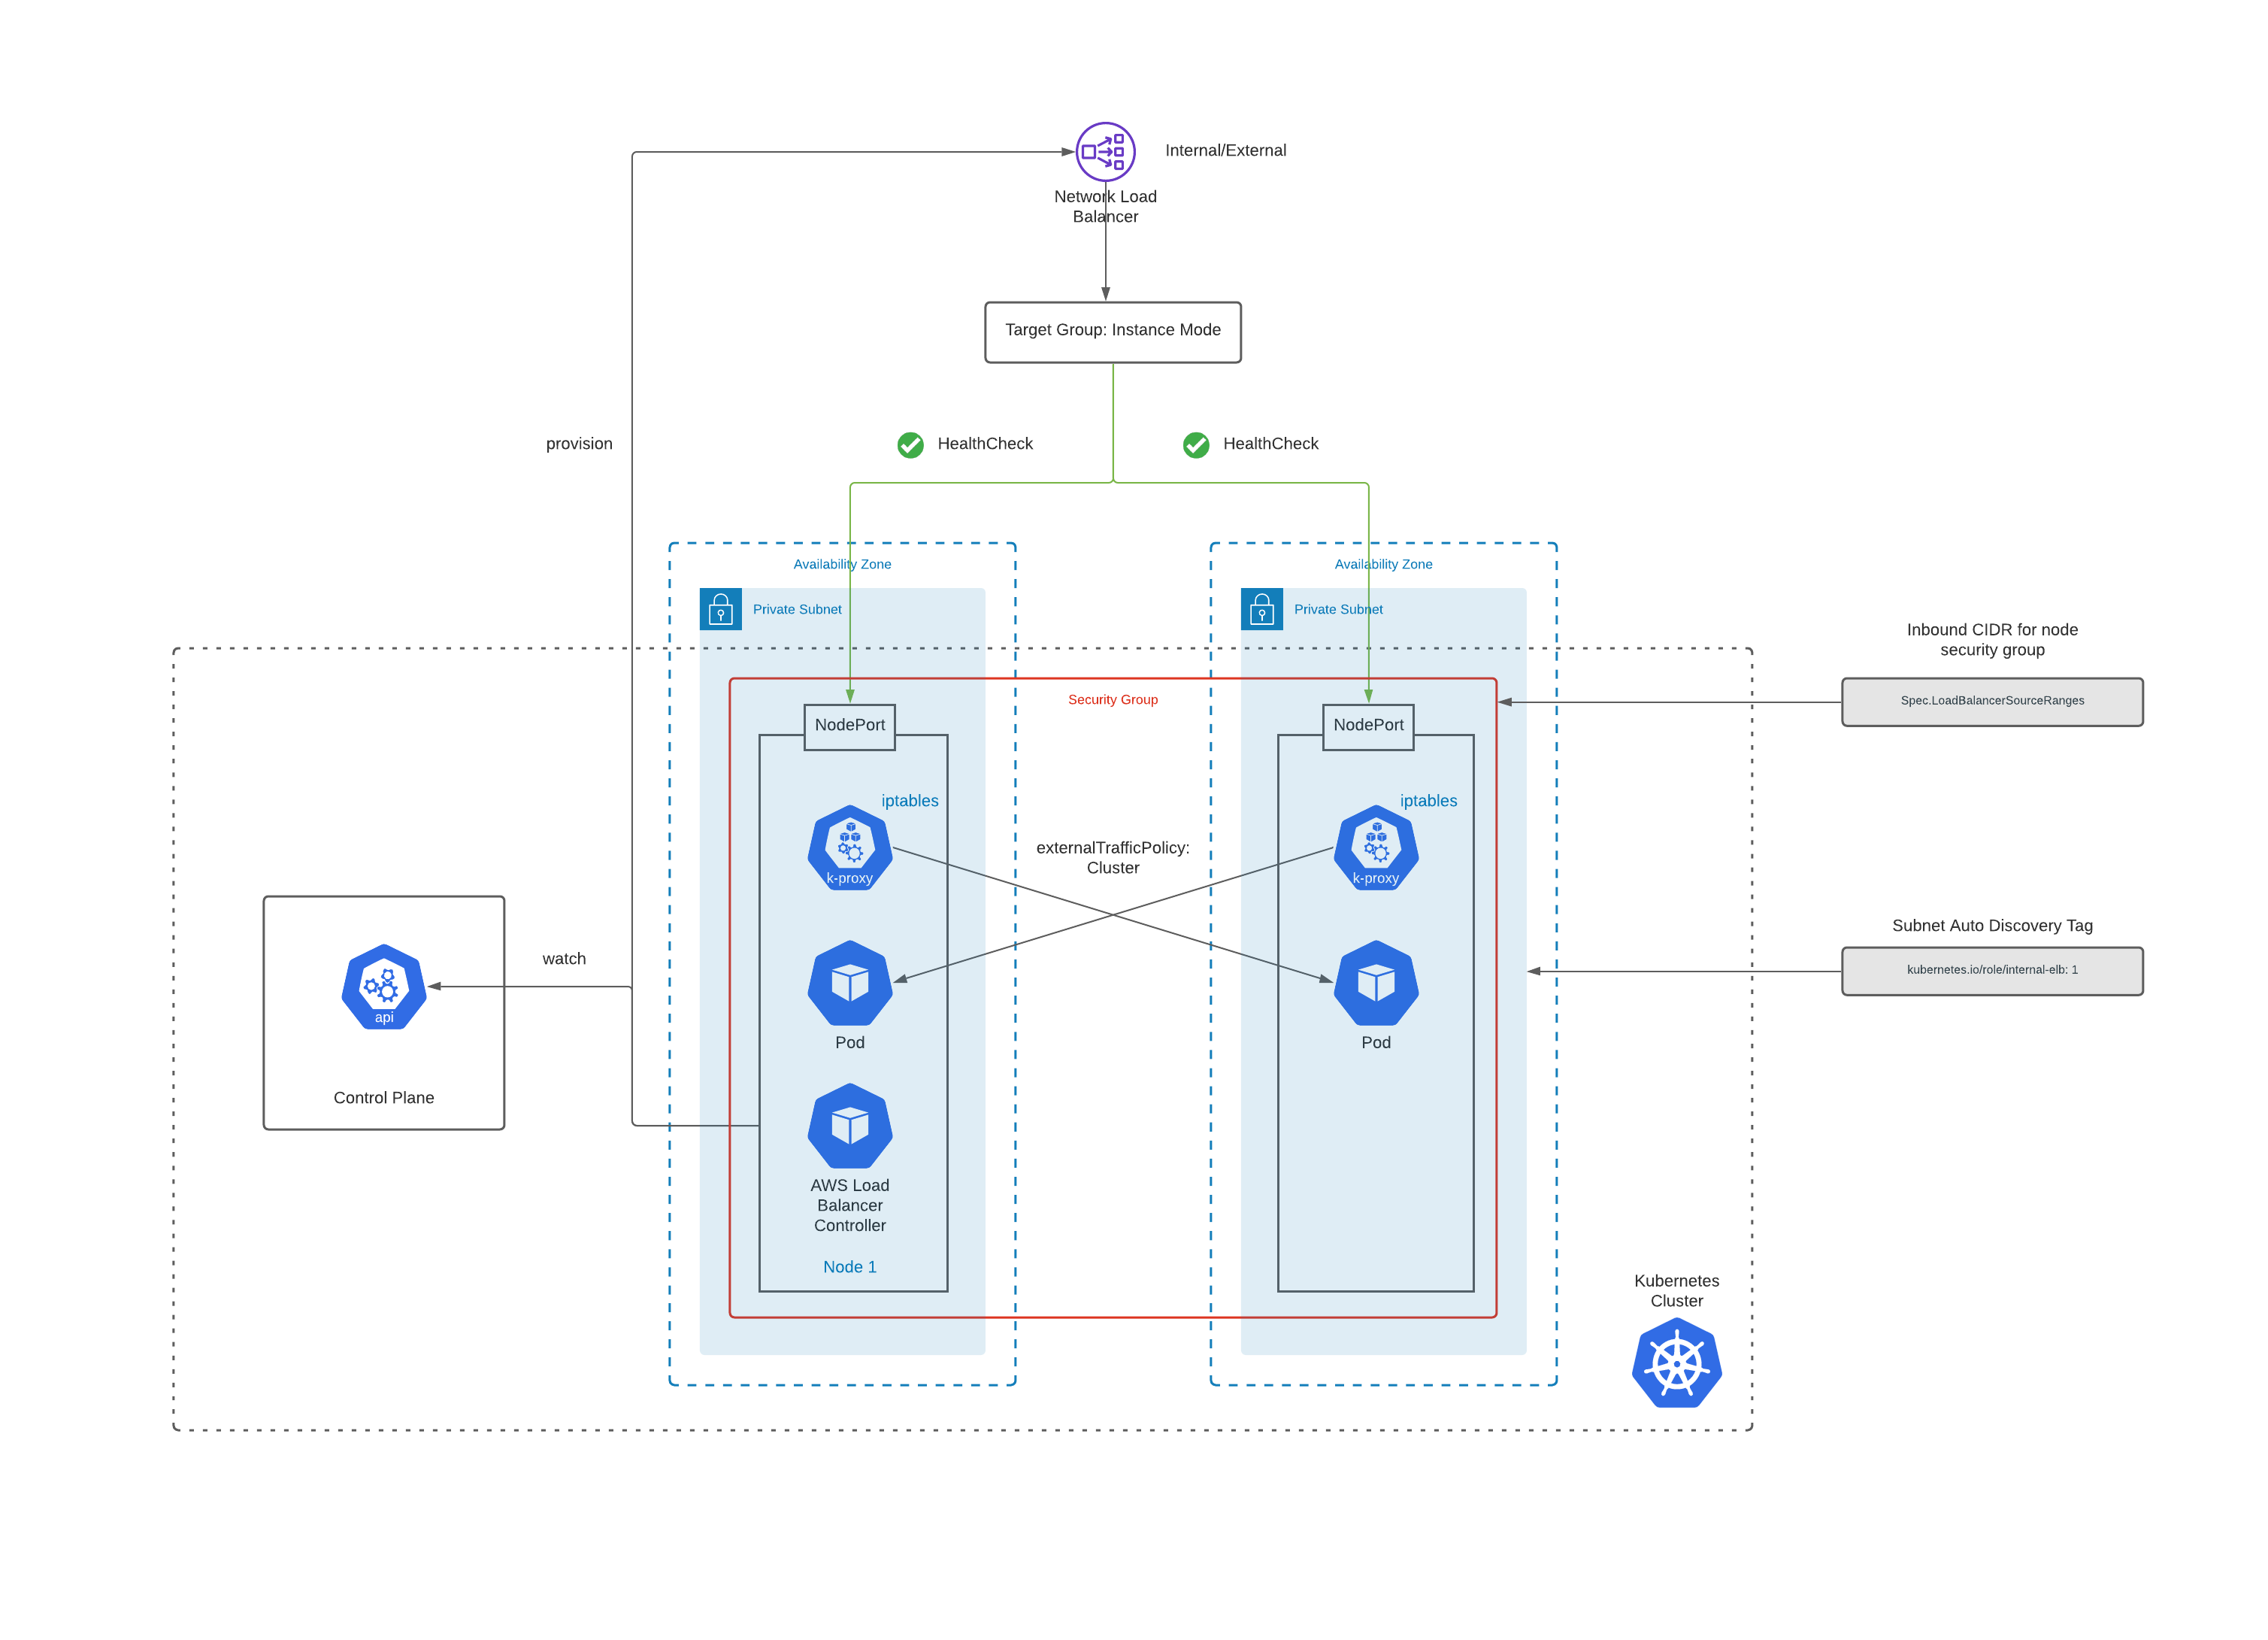 Internal/External
Network Load
Balancer
Target Group: Instance Mode
provision
HealthCheck
HealthCheck
Availability Zone
Availability Zone
Private Subnet
Private Subnet
Inbound CIDR for node
security group
Security Group
Spec.LoadBalancerSourceRanges
NodePort
NodePort
iptables
iptables
externalTrafficPolicy:
Cluster
k-proxy
k-proxy
Subnet Auto Discovery Tag
watch
kubernetes.io/role/internal-elb: 1
api
Pod
Pod
Control Plane
AWS Load
Balancer
Controller
Node 1
Kubernetes
Cluster